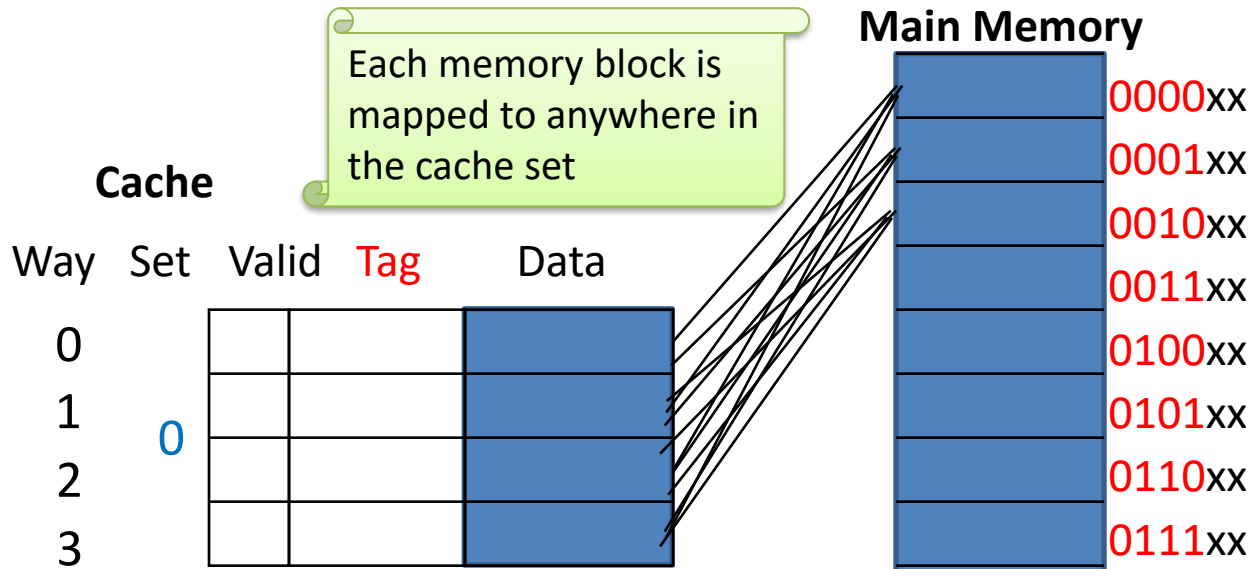 Main Memory
Each memory block is
mapped to anywhere in
the cache set
Cache
Way Set Valid Tag Data
0
1
0
2
3
0000xx
0001xx
0010xx
0011xx
0100xx
0101xx
0110xx
0111xx